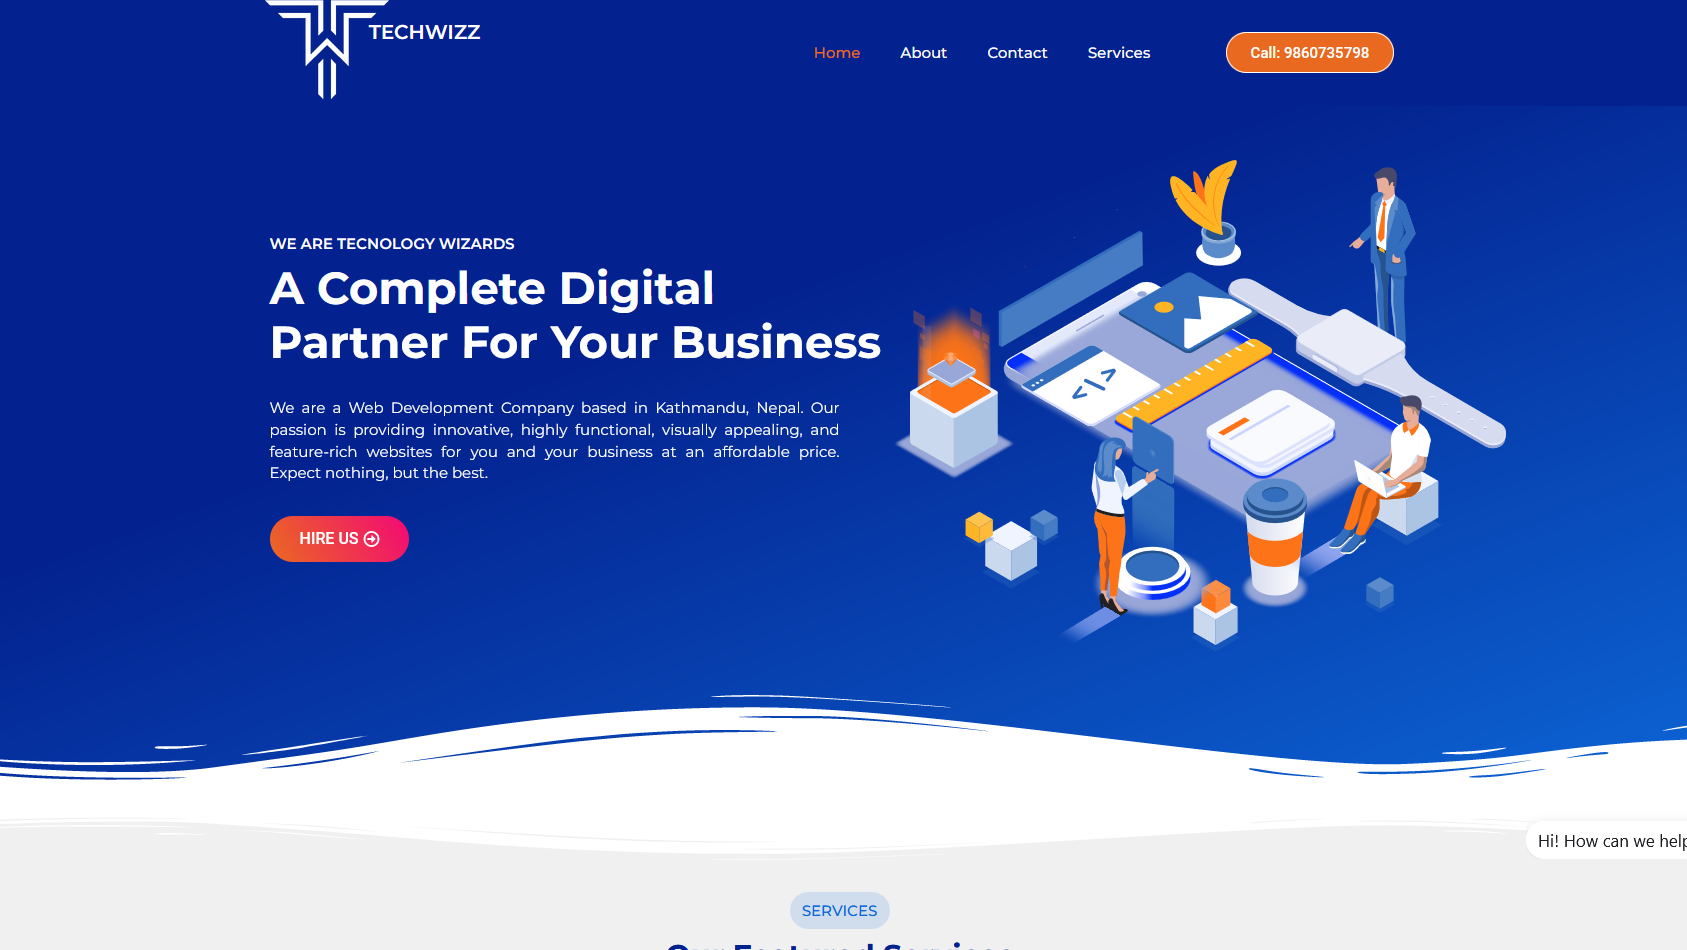 TECHWIZZ
Home
About
Contact
Services
Call: 9860735798
WE ARE TECNOLOGY WIZARDS
A Complete Digital
Partner For Your Business
We are a Web Development Company based in Kathmandu, Nepal. Our
passion is providing innovative, highly functional, visually appealing, and
feature-rich websites for you and your business at an affordable price.
Expect nothing, but the best.
HIRE US
</>
Hi! How can we help
SERVICES
Our Featured Services